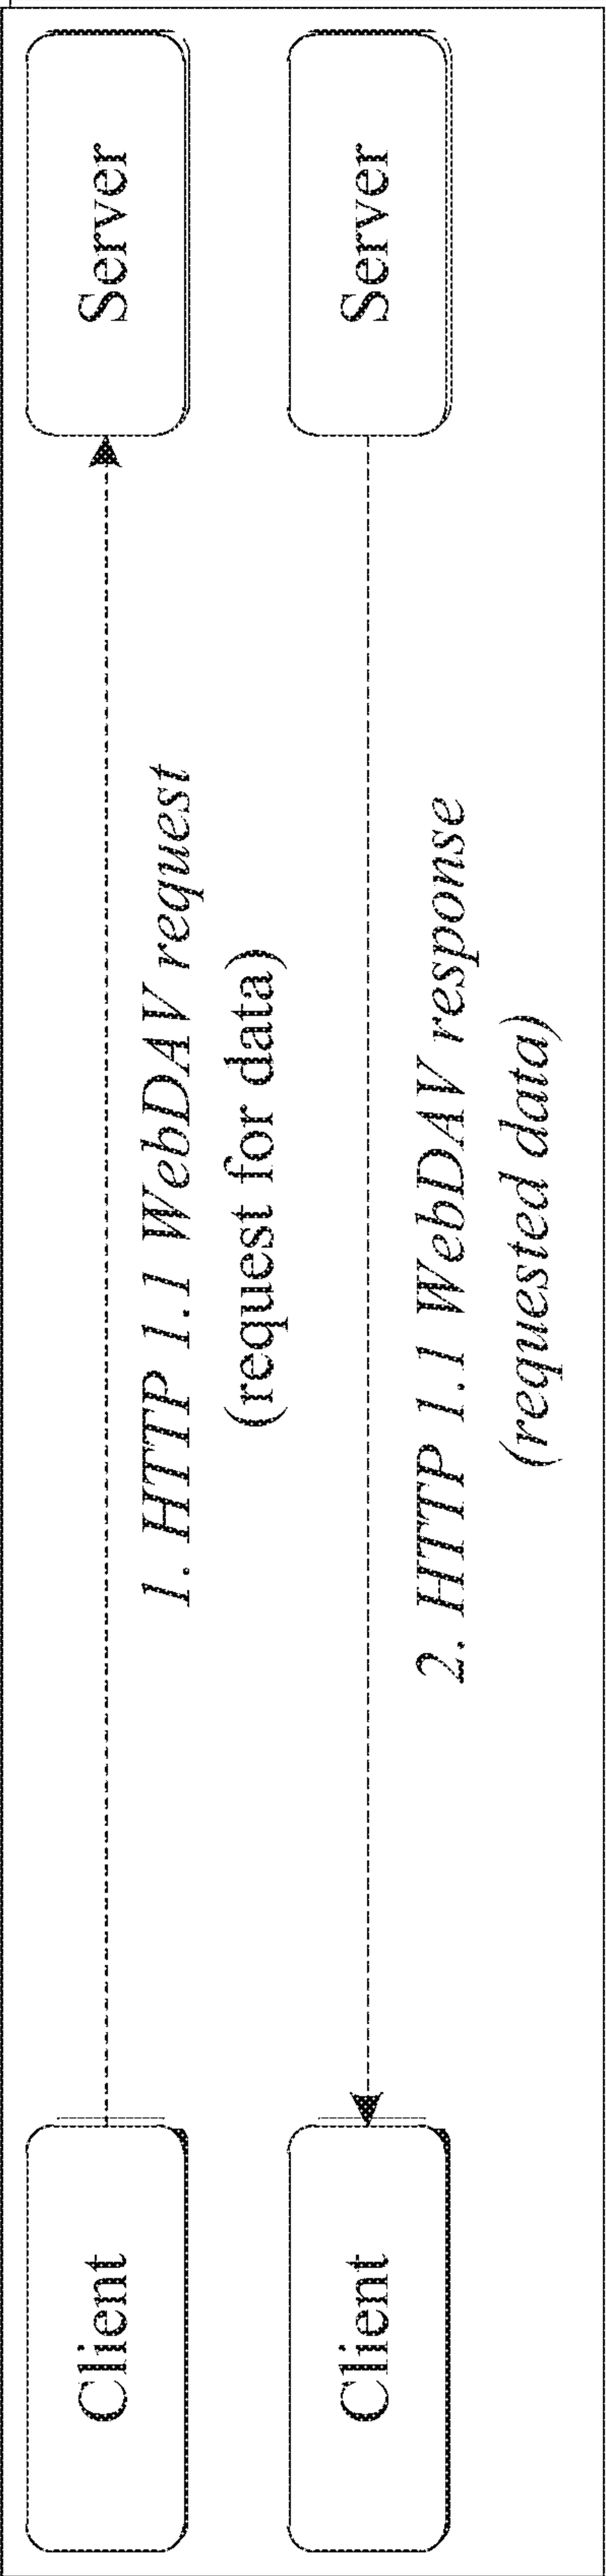 Client
Server
1. HTTP 1.1 WebDAV request
(request for data)
Client
Server
2. HTTP 1.1 WebDAV response
(requested data)